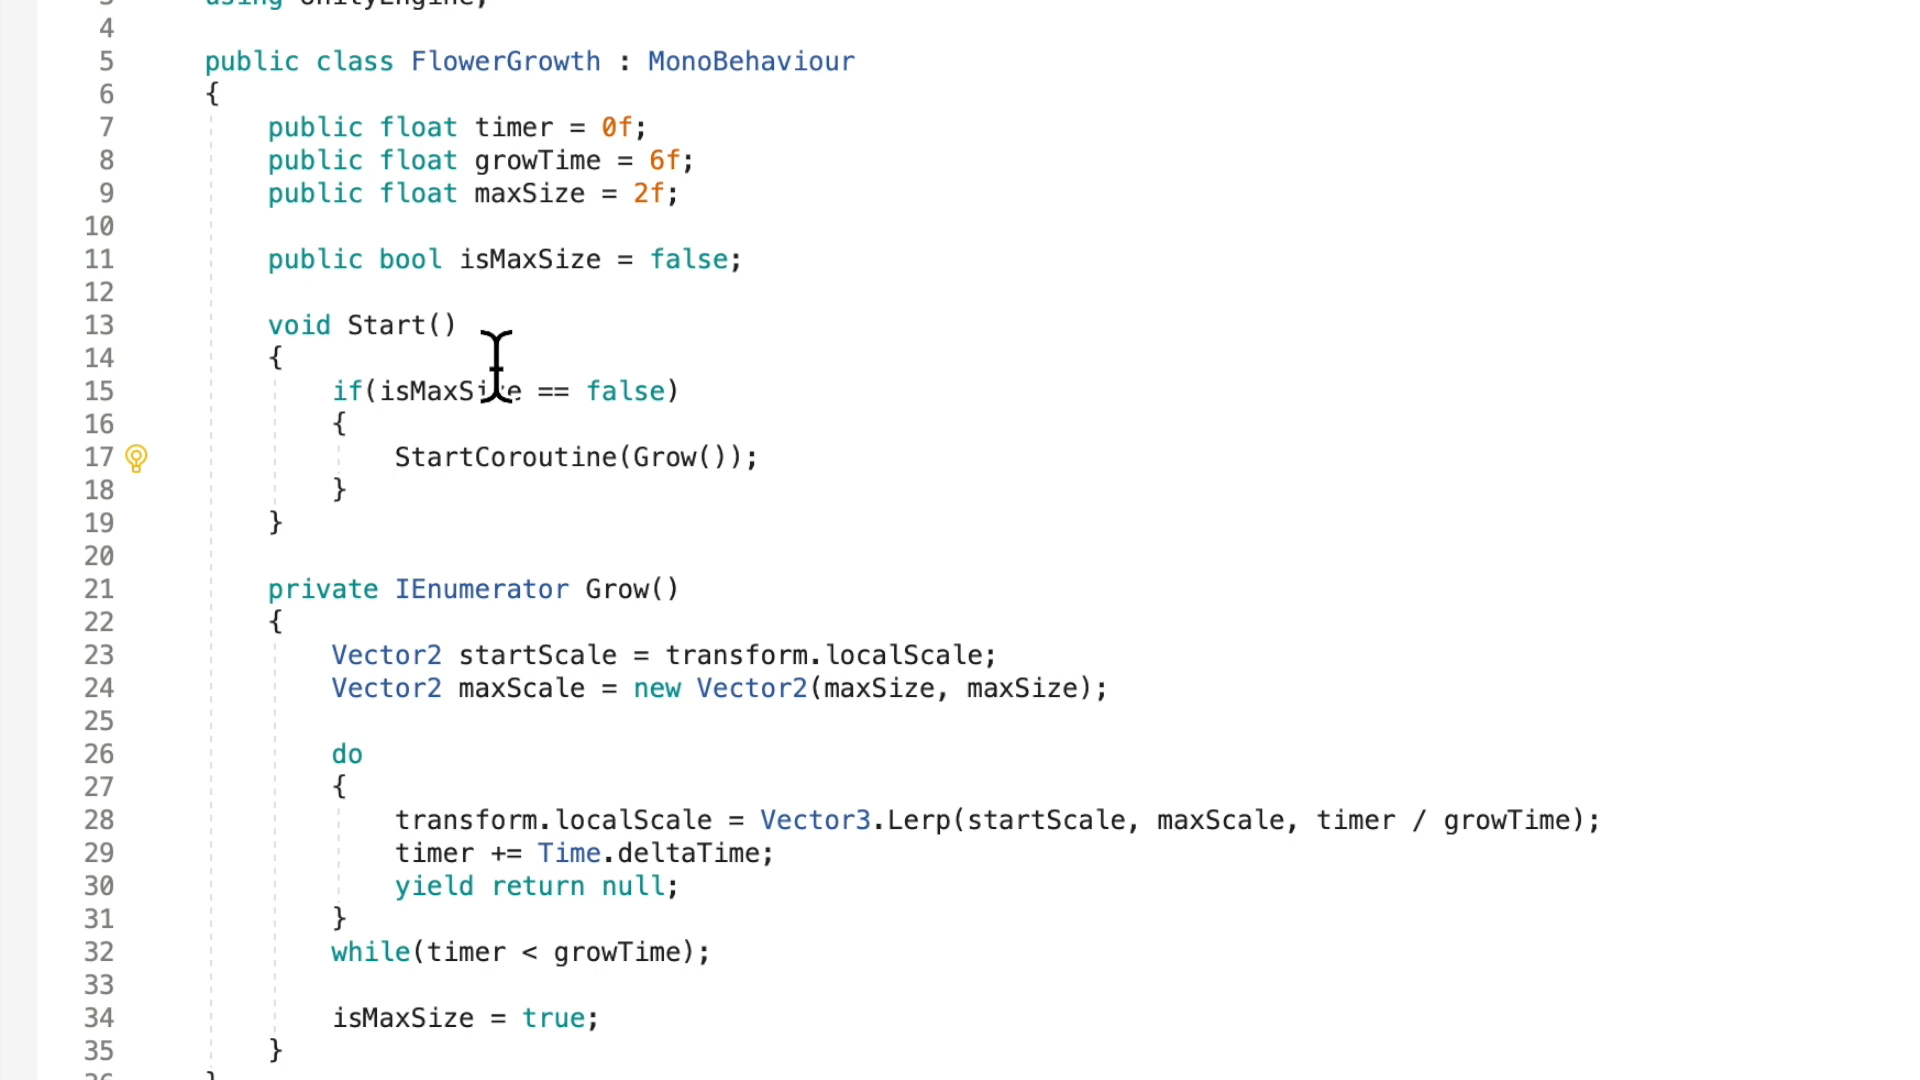 using UnityEngine;
4
5 public class FlowerGrowth : MonoBehaviour
6 {
7 public float timer = 0f;
8 public float growTime = 6f;
9 public float maxSize = 2f;
10
11 public bool isMaxSize = false;
12
13 void Start()
14 {
15 if(isMaxSize == false)
16 {
17 StartCoroutine(Grow());
18 }
19 }
20
21 private IEnumerator Grow()
22 {
23 Vector2 startScale = transform.localScale;
24 Vector2 maxScale = new Vector2(maxSize, maxSize);
25
26 do
27 {
28 transform.localScale = Vector3.Lerp(startScale, maxScale, timer / growTime);
29 timer += Time.deltaTime;
30 yield return null;
31 }
32 while(timer < growTime);
33
34 isMaxSize = true;
35 }